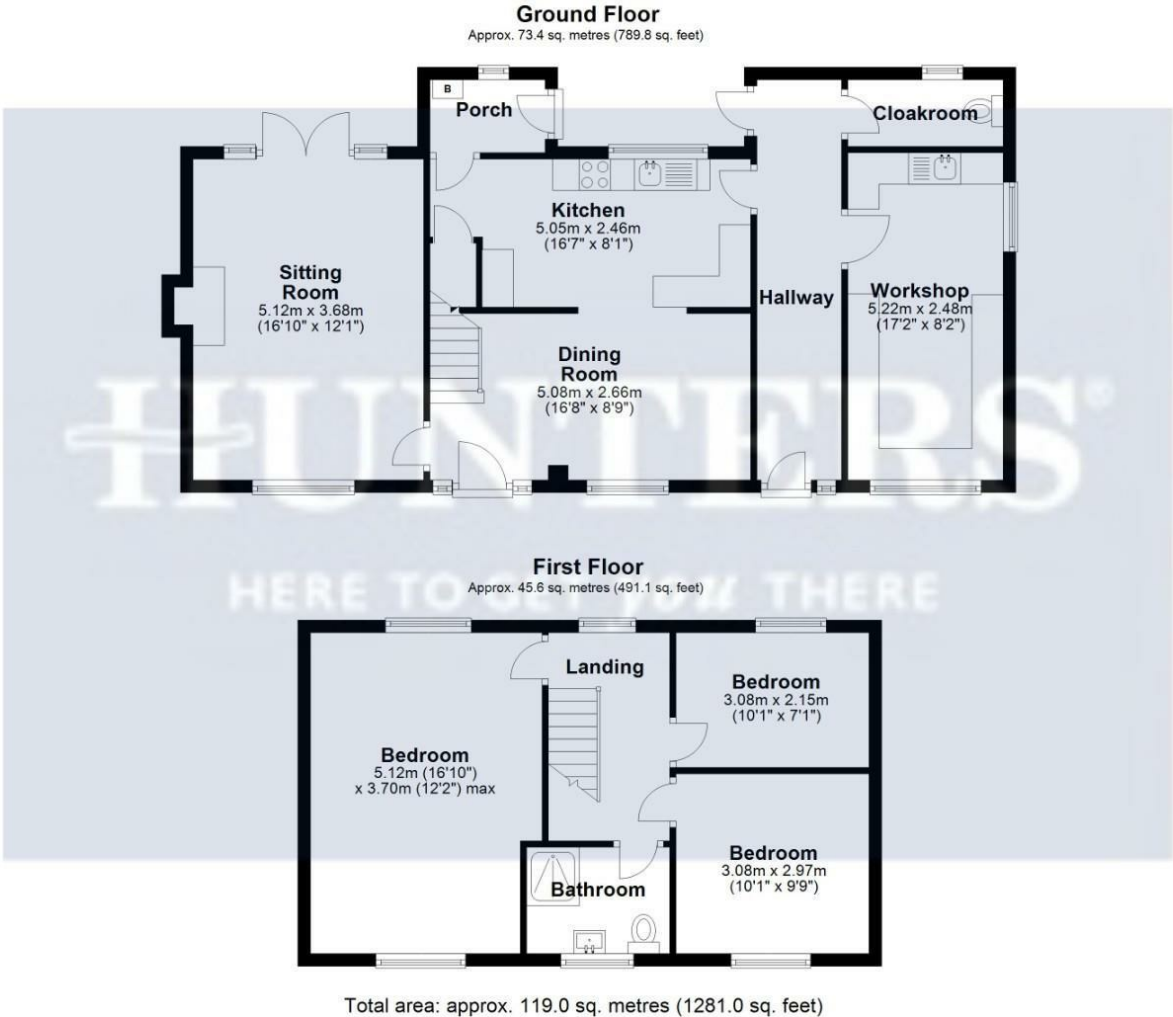 Ground Floor
Approx. 73.4 sq. metres (789.8 sq. feet)
B
Porch
Cloakroom
Kitchen
5.05m x 2.46m
(16'7" x 8'1")
Sitting
Room
5.12m x 3.68m
(16'10" x 12'1")
Hallway
Workshop
5.22m x 2.48m
(17'2" x 8'2")
Dining
Room
5.08m x 2.66m
(16'8" x 8'9")
HUNTERS®
HERE TO GET you THERE
First Floor
Approx. 45.6 sq. metres (491.1 sq. feet)
Landing
Bedroom
3.08m x 2.15m
(10'1" x 7'1")
Bedroom
5.12m (16'10")
x 3.70m (12'2") max
Bedroom
3.08m x 2.97m
(10'1" x 9'9")
Bathroom
Total area: approx. 119.0 sq. metres (1281.0 sq. feet)